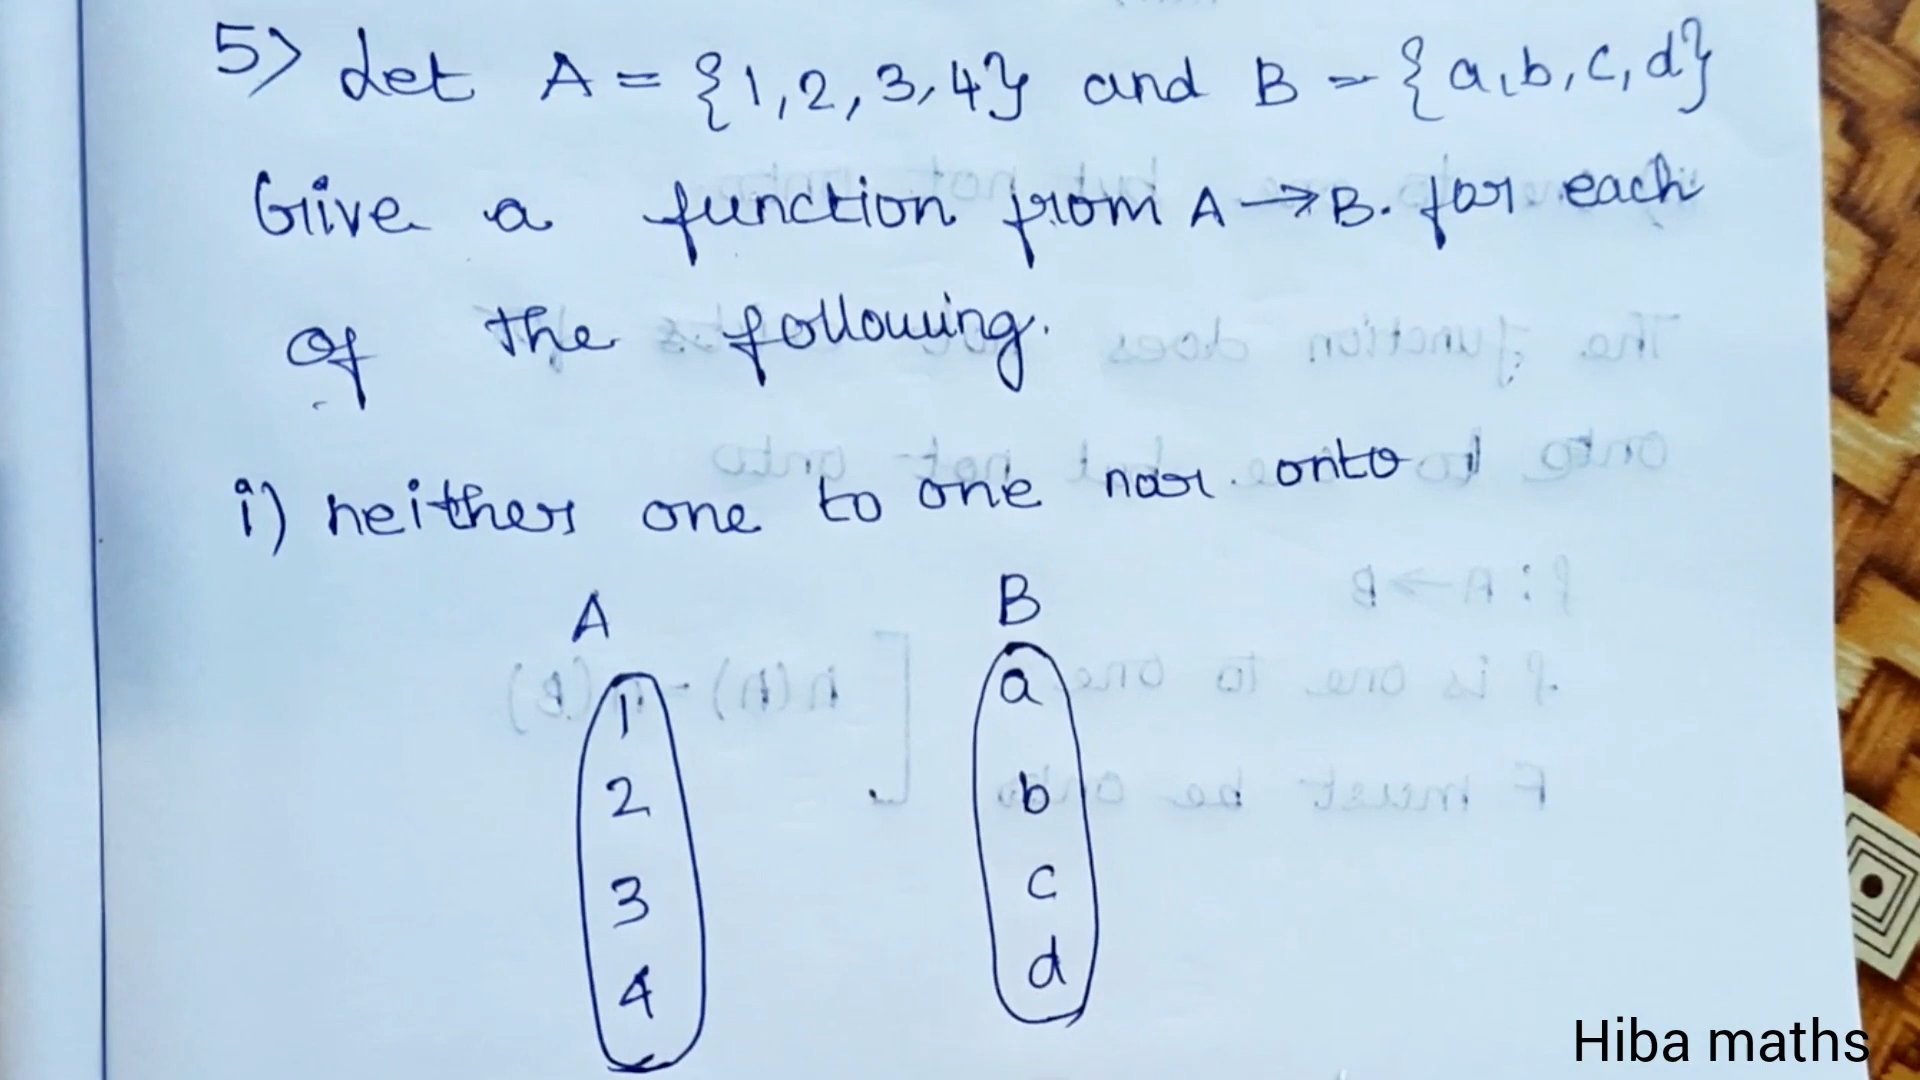 5) Let A = {1, 2, 3, 4} and B = {a, b, c, d}
Give a function from A → B. for each
of the following.
i) neither one to one nor onto
A B
1 a
2 b
3 c
4 d
Hiba maths